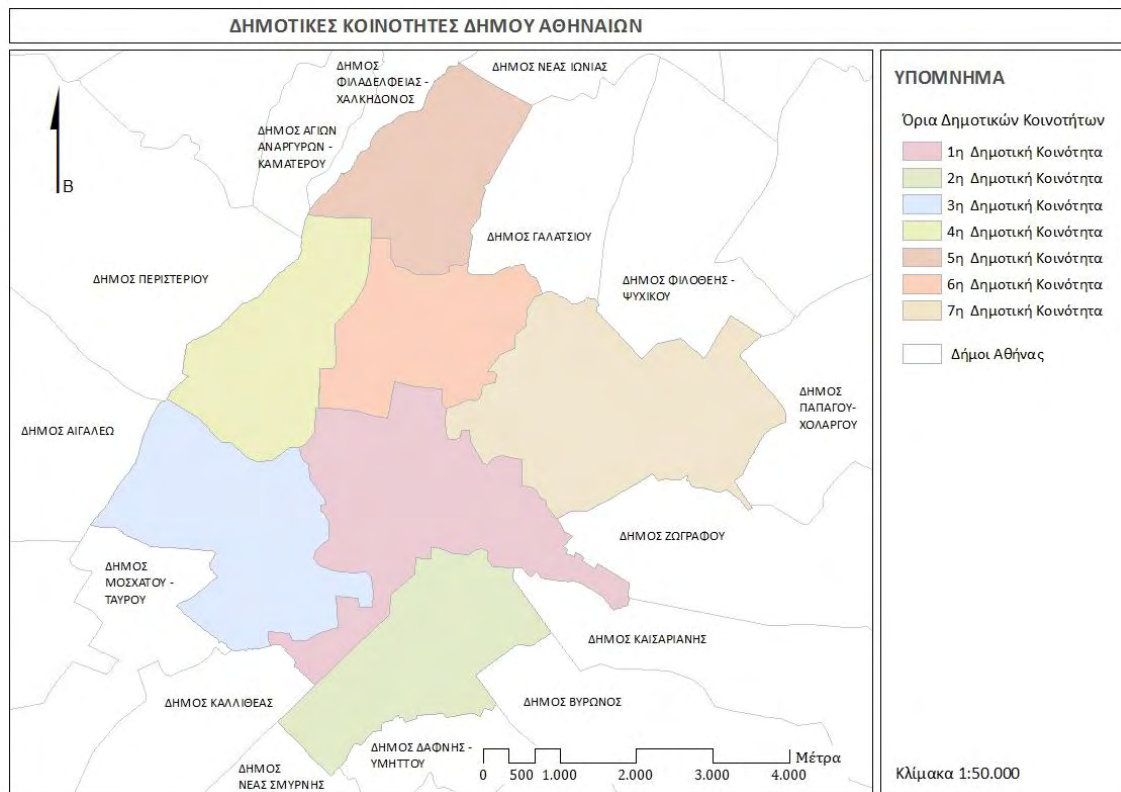 ΔΗΜΟΤΙΚΕΣ ΚΟΙΝΟΤΗΤΕΣ ΔΗΜΟΥ ΑΘΗΝΑΙΩΝ
ΔΗΜΟΣ
ΦΙΛΑΔΕΛΦΕΙΑΣ -
ΧΑΛΚΗΔΟΝΟΣ
ΔΗΜΟΣ ΝΕΑΣ ΙΩΝΙΑΣ
ΔΗΜΟΣ ΑΓΙΩΝ
ΑΝΑΡΓΥΡΩΝ -
ΚΑΜΑΤΕΡΟΥ
Β
ΔΗΜΟΣ ΓΑΛΑΤΣΙΟΥ
ΔΗΜΟΣ ΠΕΡΙΣΤΕΡΙΟΥ
ΔΗΜΟΣ ΦΙΛΟΘΕΗΣ -
ΨΥΧΙΚΟΥ
ΔΗΜΟΣ
ΠΑΠΑΓΟΥ-
ΧΟΛΑΡΓΟΥ
ΔΗΜΟΣ ΑΙΓΑΛΕΩ
ΔΗΜΟΣ ΖΩΓΡΑΦΟΥ
ΔΗΜΟΣ
ΜΟΣΧΑΤΟΥ -
ΤΑΥΡΟΥ
ΔΗΜΟΣ ΚΑΙΣΑΡΙΑΝΗΣ
ΔΗΜΟΣ ΚΑΛΛΙΘΕΑΣ
ΔΗΜΟΣ ΒΥΡΩΝΟΣ
ΔΗΜΟΣ ΔΑΦΝΗΣ -
ΥΜΗΤΤΟΥ
ΔΗΜΟΣ
ΝΕΑΣ ΣΜΥΡΝΗΣ
Μέτρα
0 500 1.000 2.000 3.000 4.000
ΥΠΟΜΝΗΜΑ
Όρια Δημοτικών Κοινοτήτων
1η Δημοτική Κοινότητα
2η Δημοτική Κοινότητα
3η Δημοτική Κοινότητα
4η Δημοτική Κοινότητα
5η Δημοτική Κοινότητα
6η Δημοτική Κοινότητα
7η Δημοτική Κοινότητα
Δήμοι Αθήνας
Κλίμακα 1:50.000